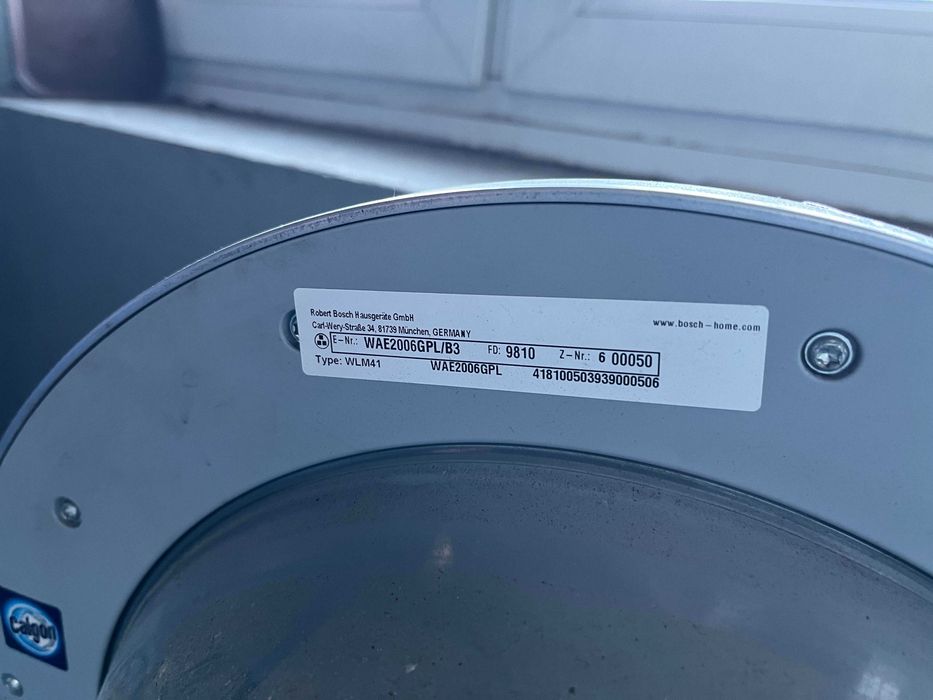 Robert Bosch Hausgeräte GmbH
Carl-Wery-Straße 34, 81739 München, GERMANY
www.bosch-home.com
E-Nr.: WAE2006GPL/B3 FD: 9810 Z-Nr.: 6 00050
Type: WLM41 WAE2006GPL 418100503939000506
Calgon